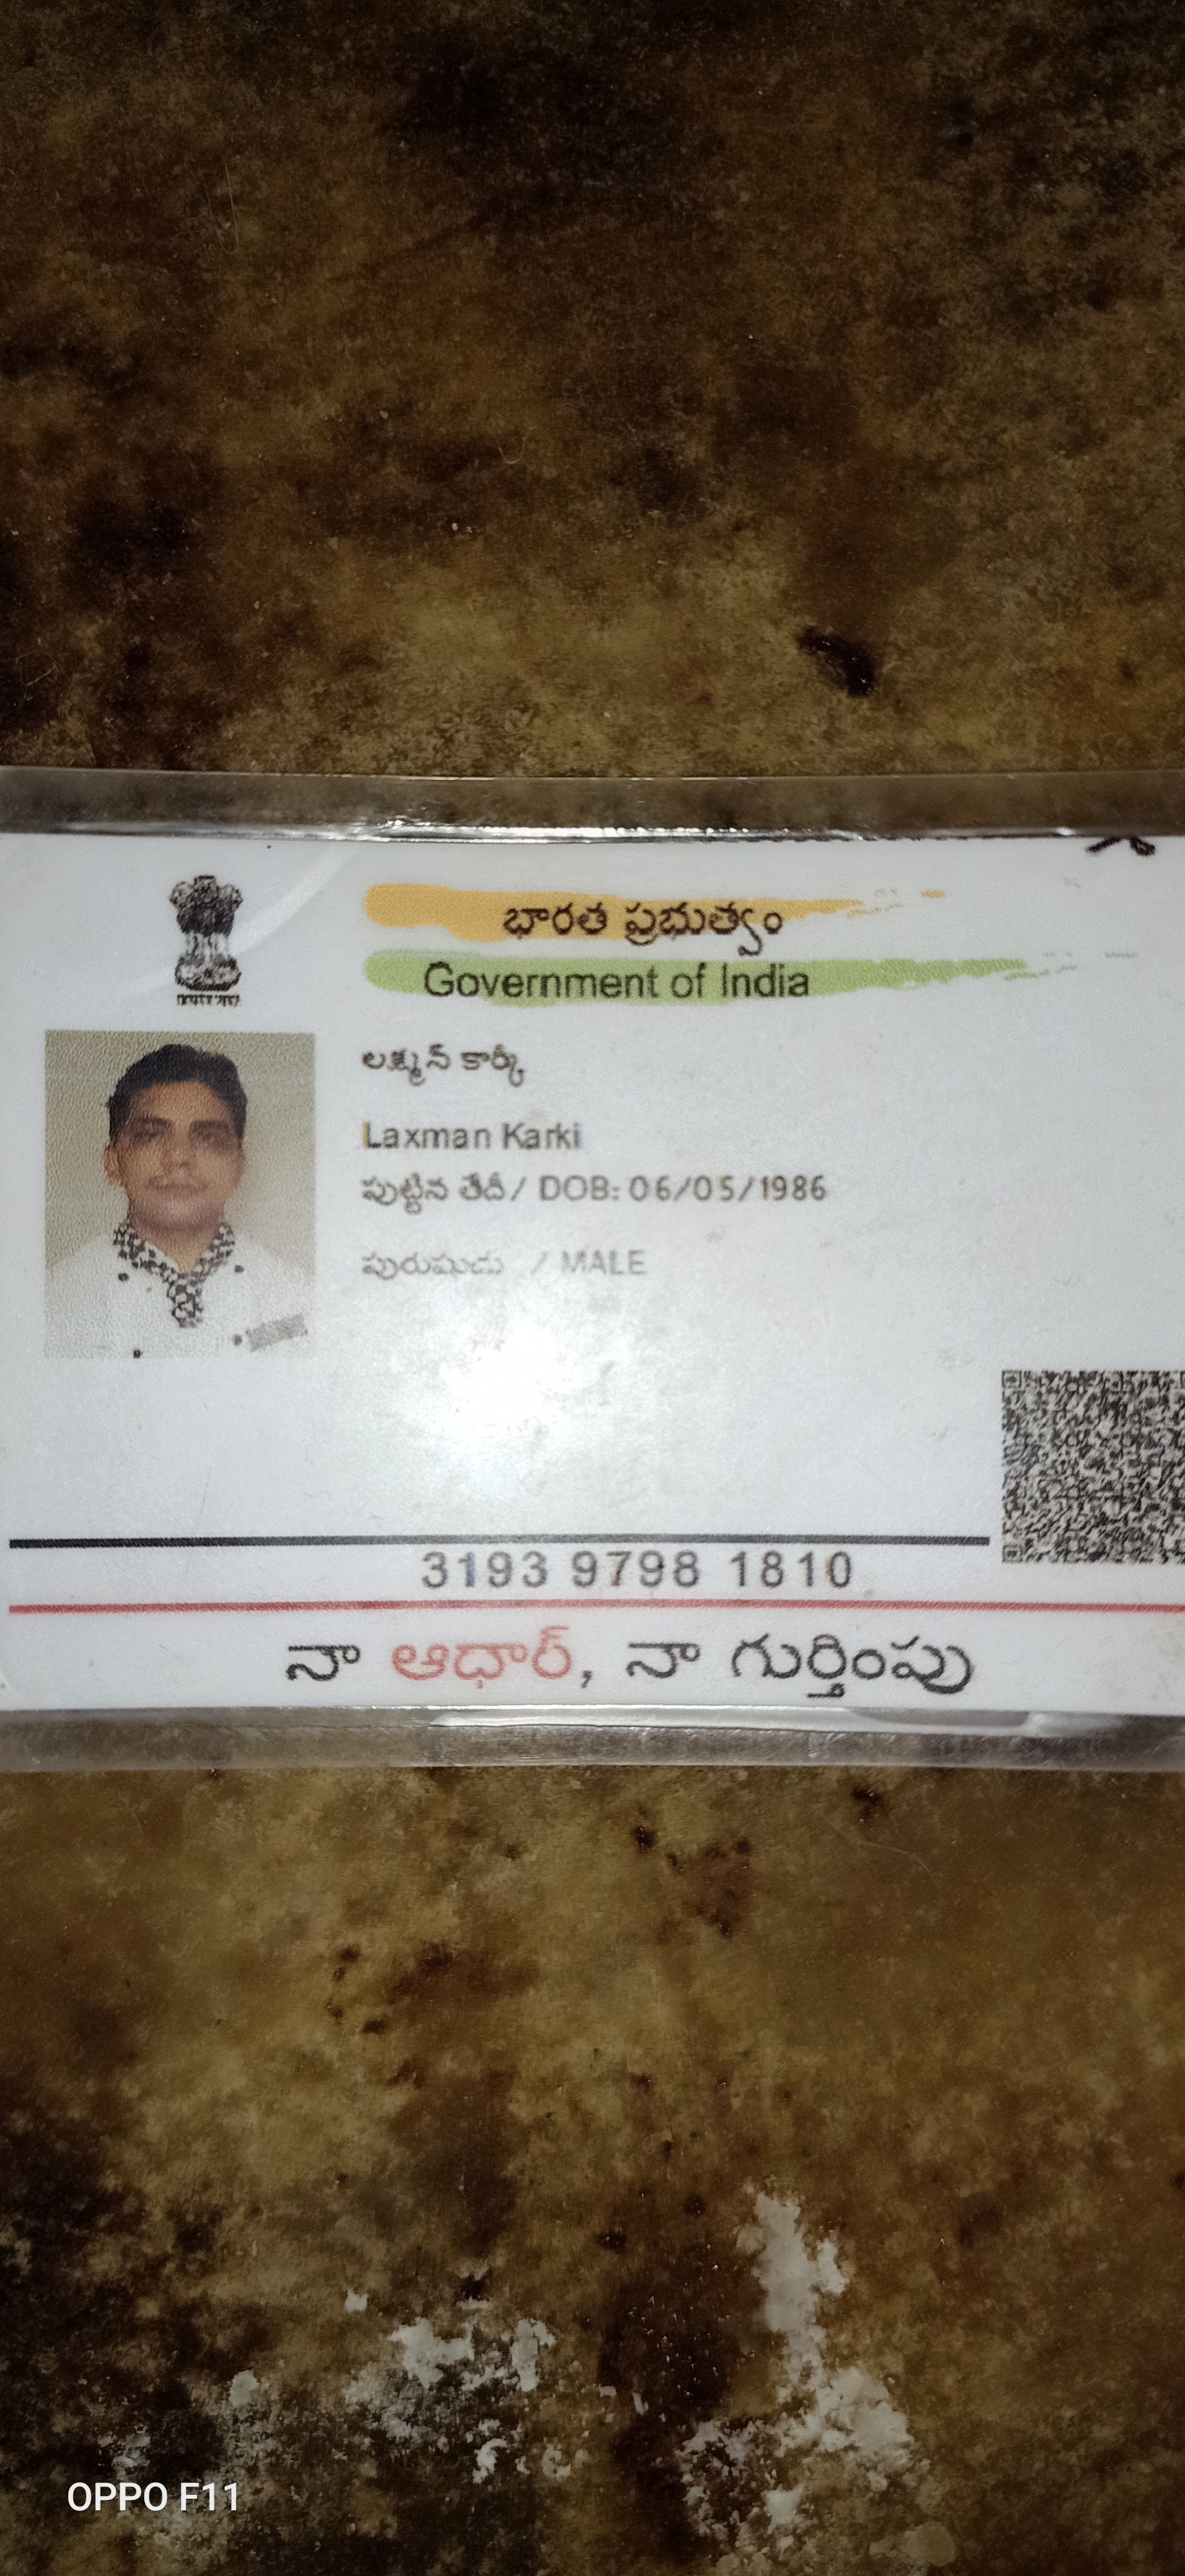 భారత ప్రభుత్వం
Government of India
లక్ష్మన్ కార్కీ
Laxman Karki
పుట్టిన తేదీ/ DOB: 06/05/1986
పురుషుడు / MALE
3193 9798 1810
నా ఆధార్, నా గుర్తింపు
OPPO F11